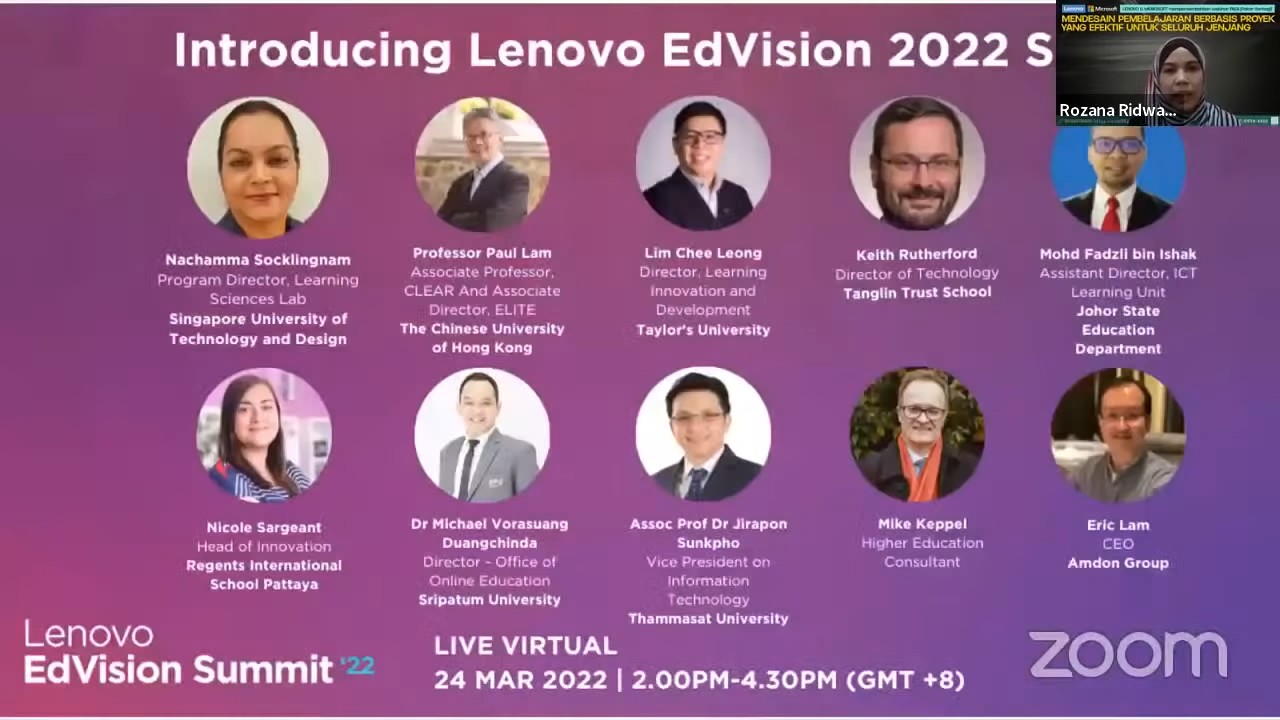 Introducing Lenovo EdVision 2022 S
Lenovo Microsoft LENOVO & MICROSOFT
MENDESAIN PEMBELAJARAN BERBASIS PROYEK
YANG EFEKTIF UNTUK SELURUH JENJANG
Rozana Ridwa...
Nachamma Socklingnam
Program Director, Learning
Sciences Lab
Singapore University of
Technology and Design
Professor Paul Lam
Associate Professor,
CLEAR And Associate
Director, ELITE
The Chinese University
of Hong Kong
Lim Chee Leong
Director, Learning
Innovation and
Development
Taylor's University
Keith Rutherford
Director of Technology
Tanglin Trust School
Mohd Fadzli bin Ishak
Assistant Director, ICT
Learning Unit
Johor State
Education
Department
Nicole Sargeant
Head of Innovation
Regents International
School Pattaya
Dr Michael Vorasuang
Duangchinda
Director - Office of
Online Education
Sripatum University
Assoc Prof Dr Jirapon
Sunkpho
Vice President on
Information
Technology
Thammasat University
Mike Keppel
Higher Education
Consultant
Eric Lam
CEO
Amdon Group
Lenovo
EdVision Summit '22
LIVE VIRTUAL
24 MAR 2022 | 2.00PM-4.30PM (GMT +8)
zoom